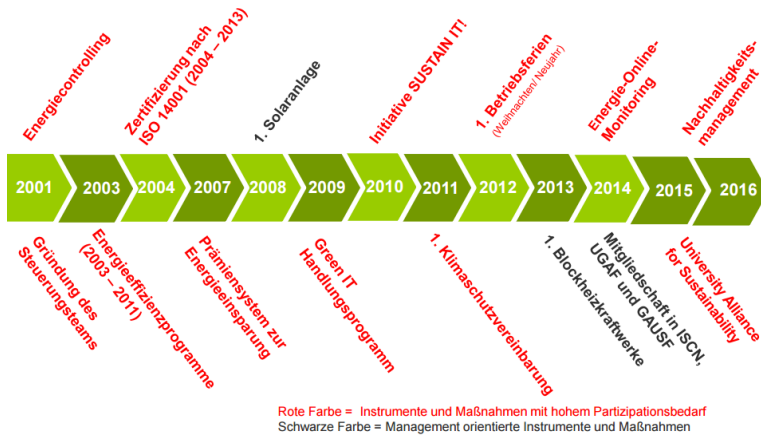 Energiecontrolling
Zertifizierung nach
ISO 14001 (2004 – 2013)
1. Solaranlage
Initiative SUSTAIN IT!
1. Betriebsferien
(Weihnachten/ Neujahr)
Energie-Online-
Monitoring
Nachhaltigkeits-
management
2001
2003
2004
2007
2008
2009
2010
2011
2012
2013
2014
2015
2016
Gründung des
Steuerungsteams
Energieeffizienzprogramme
(2003 – 2011)
Prämiensystem zur
Energieeinsparung
Green IT
Handlungsprogramm
1. Klimaschutzvereinbarung
1. Blockheizkraftwerke
Mitgliedschaft in ISCN,
UGAF und GAUSF
University Alliance
for Sustainability
Rote Farbe = Instrumente und Maßnahmen mit hohem Partizipationsbedarf
Schwarze Farbe = Management orientierte Instrumente und Maßnahmen